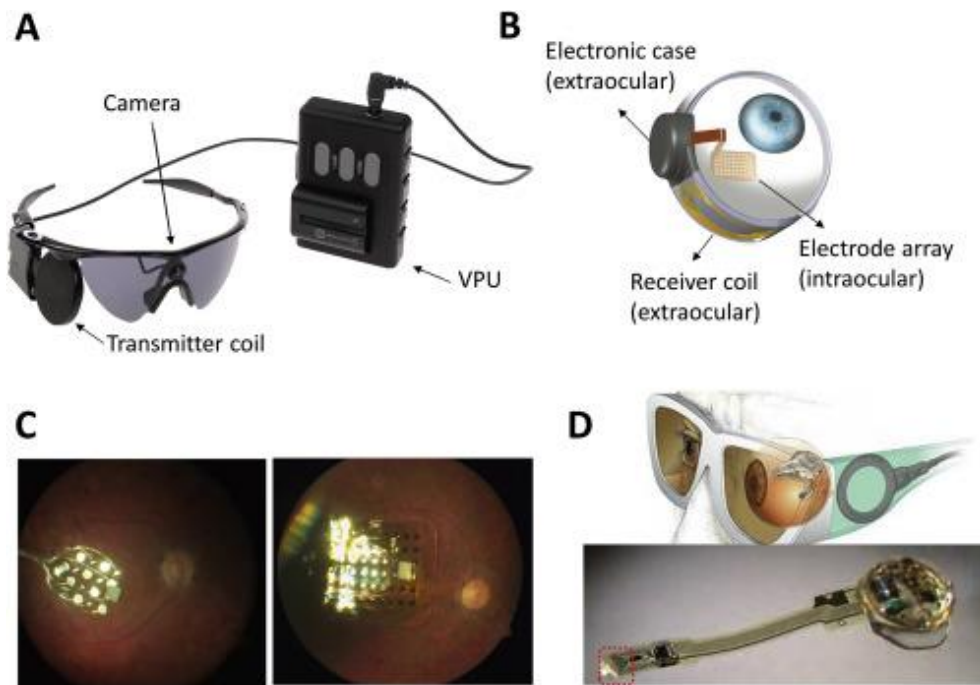 A
Camera
VPU
Transmitter coil
B
Electronic case
(extraocular)
Electrode array
(intraocular)
Receiver coil
(extraocular)
C
D